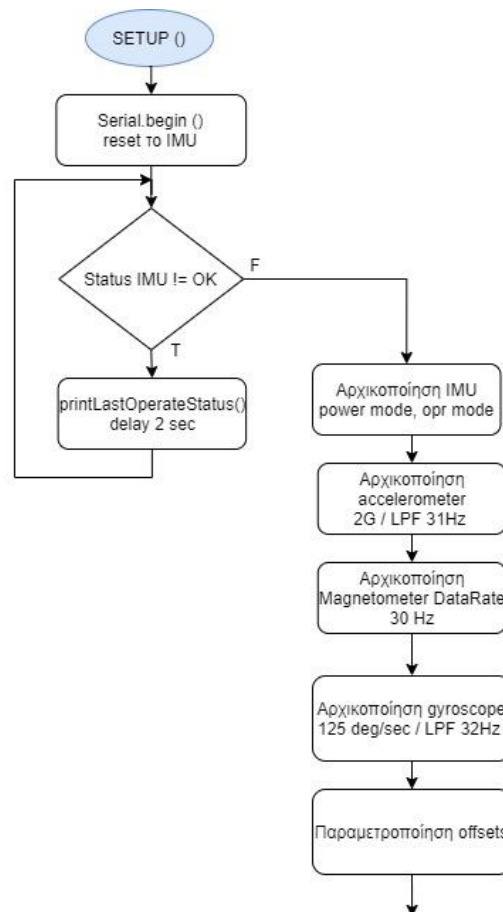 SETUP ()
Serial.begin ()
reset το IMU
Status IMU != OK
F
T
printLastOperateStatus()
delay 2 sec
Αρχικοποίηση IMU
power mode, opr mode
Αρχικοποίηση
accelerometer
2G / LPF 31Hz
Αρχικοποίηση
Magnetometer DataRate
30 Hz
Αρχικοποίηση gyroscope
125 deg/sec / LPF 32Hz
Παραμετροποίηση offsets